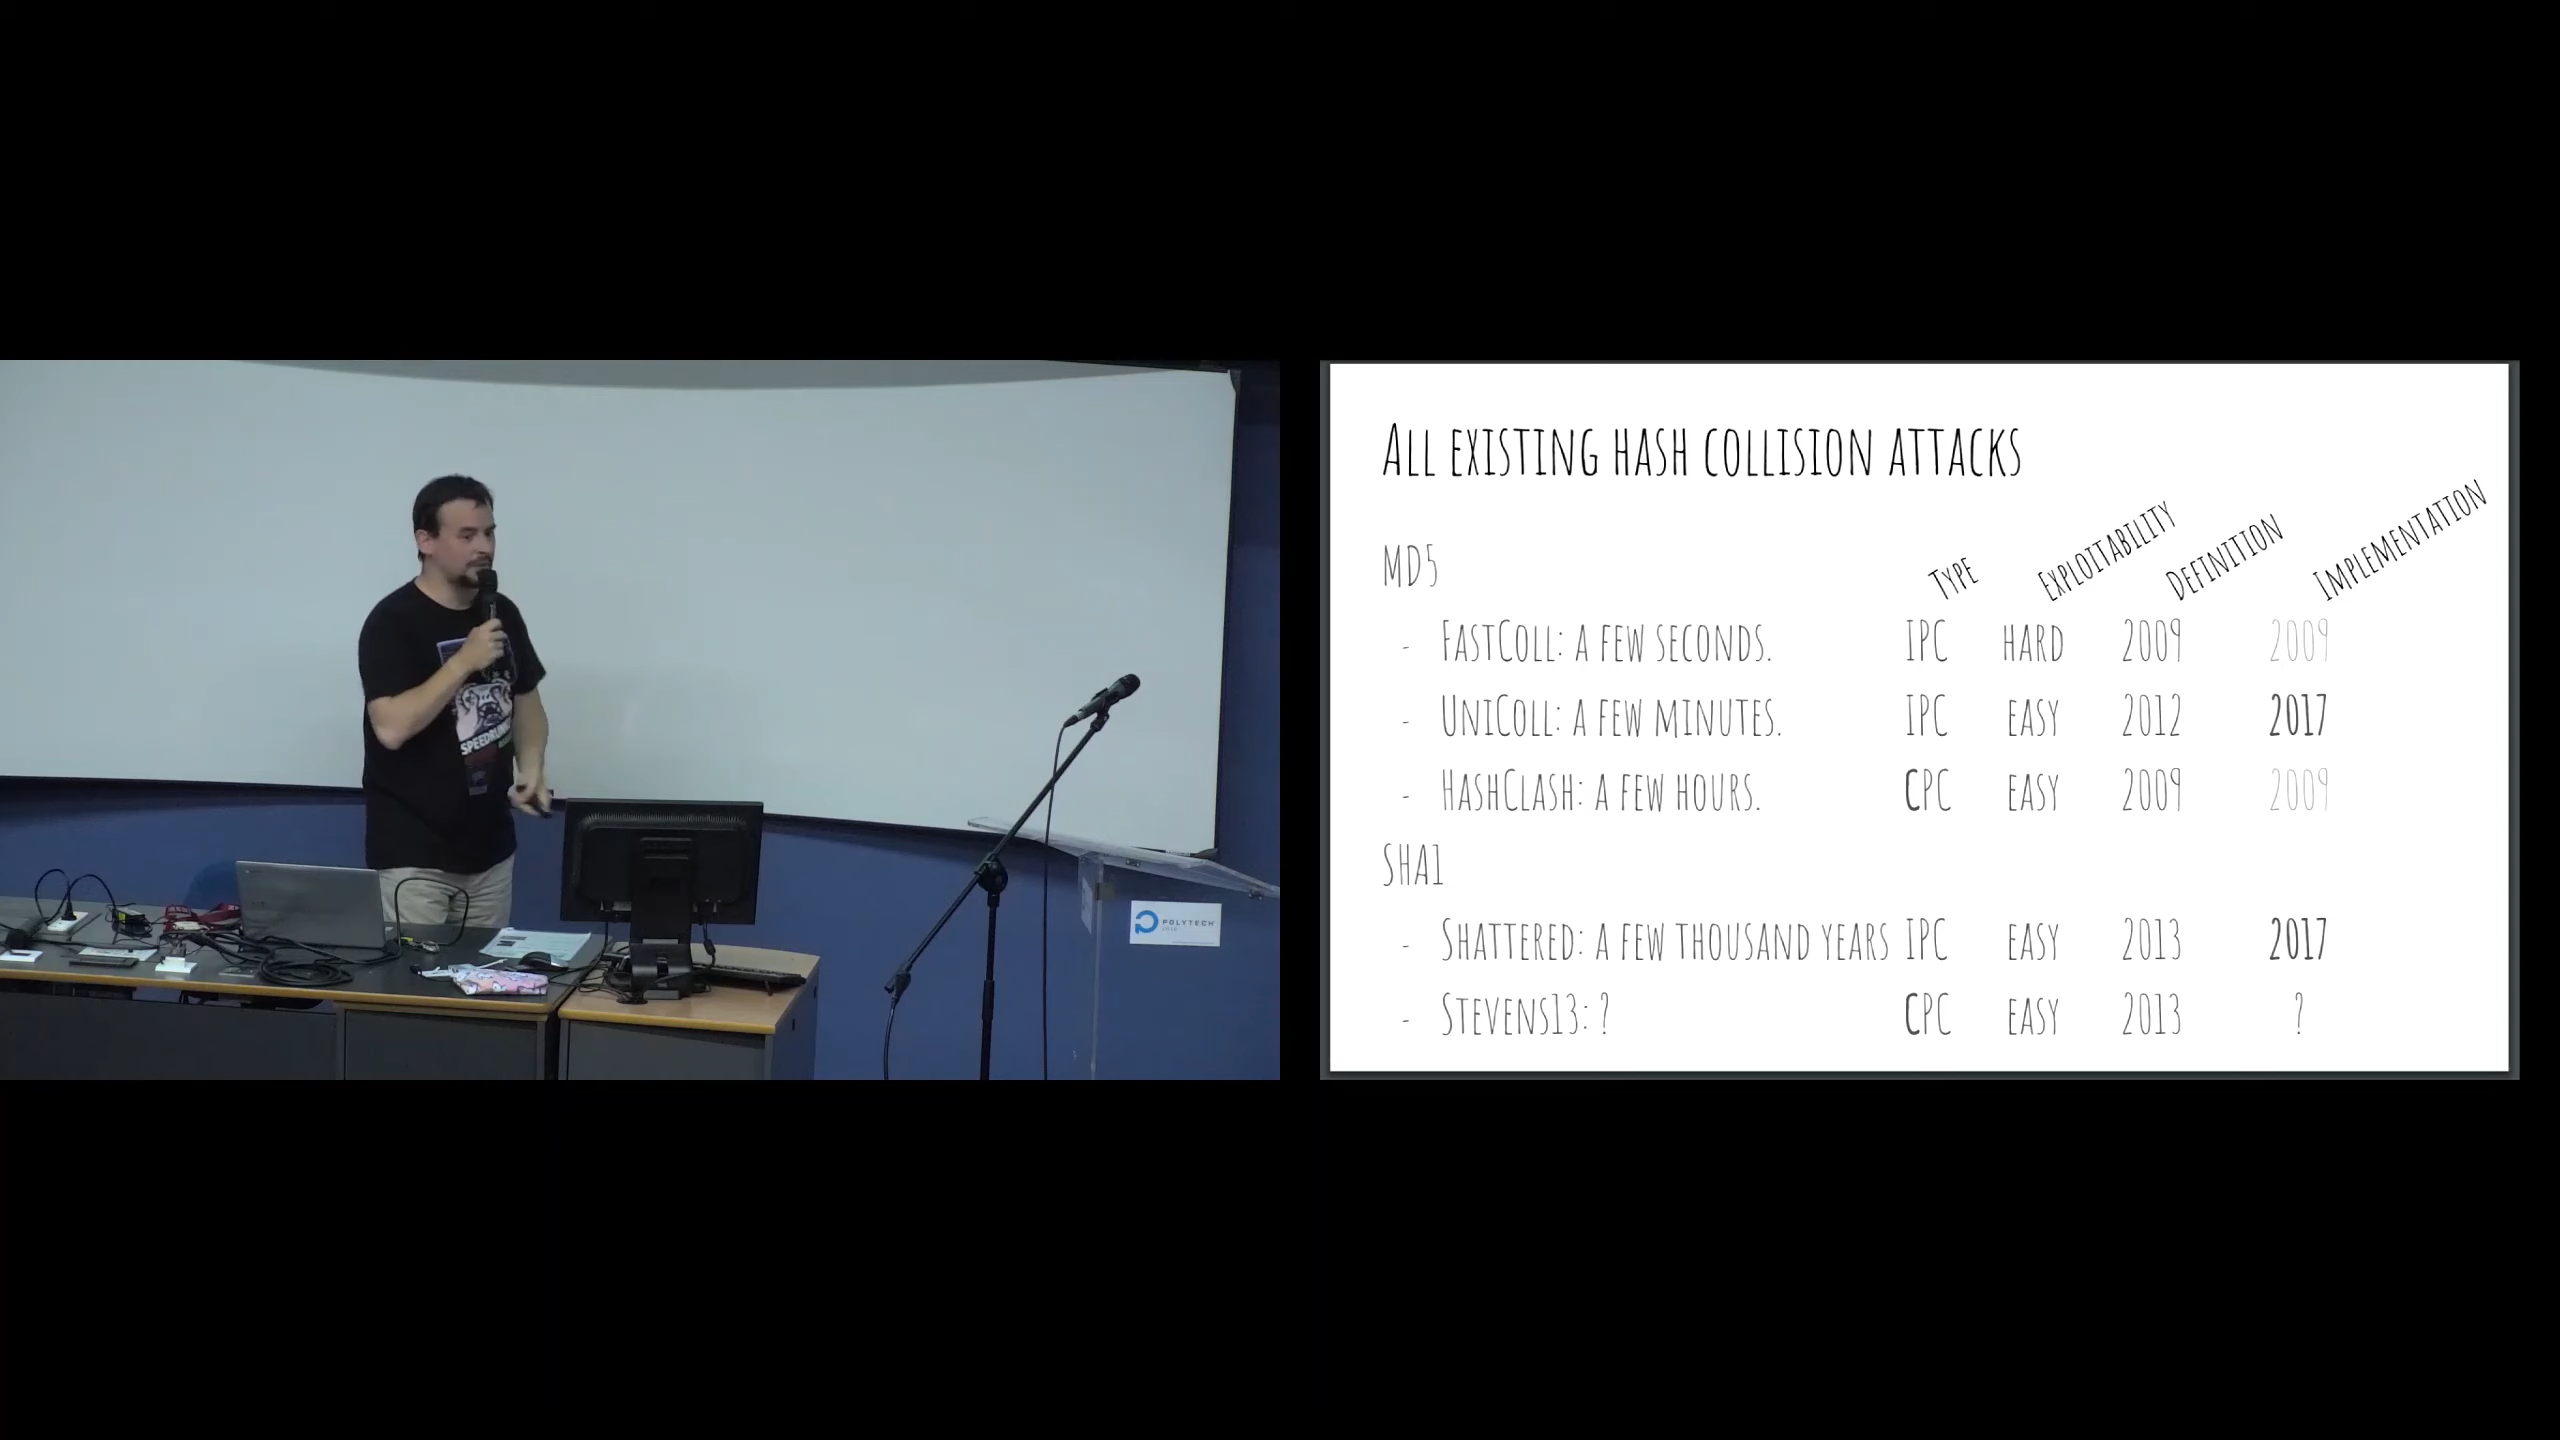 SPEEDRUN
POLYTECH
ALL EXISTING HASH COLLISION ATTACKS
MD5 TYPE EXPLOITABILITY DEFINITION IMPLEMENTATION
- FASTCOLL: A FEW SECONDS. IPC HARD 2009 2009
- UNICOLL: A FEW MINUTES. IPC EASY 2012 2017
- HASHCLASH: A FEW HOURS. CPC EASY 2009 2009
SHA1
- SHATTERED: A FEW THOUSAND YEARS IPC EASY 2013 2017
- STEVENS13: ? CPC EASY 2013 ?